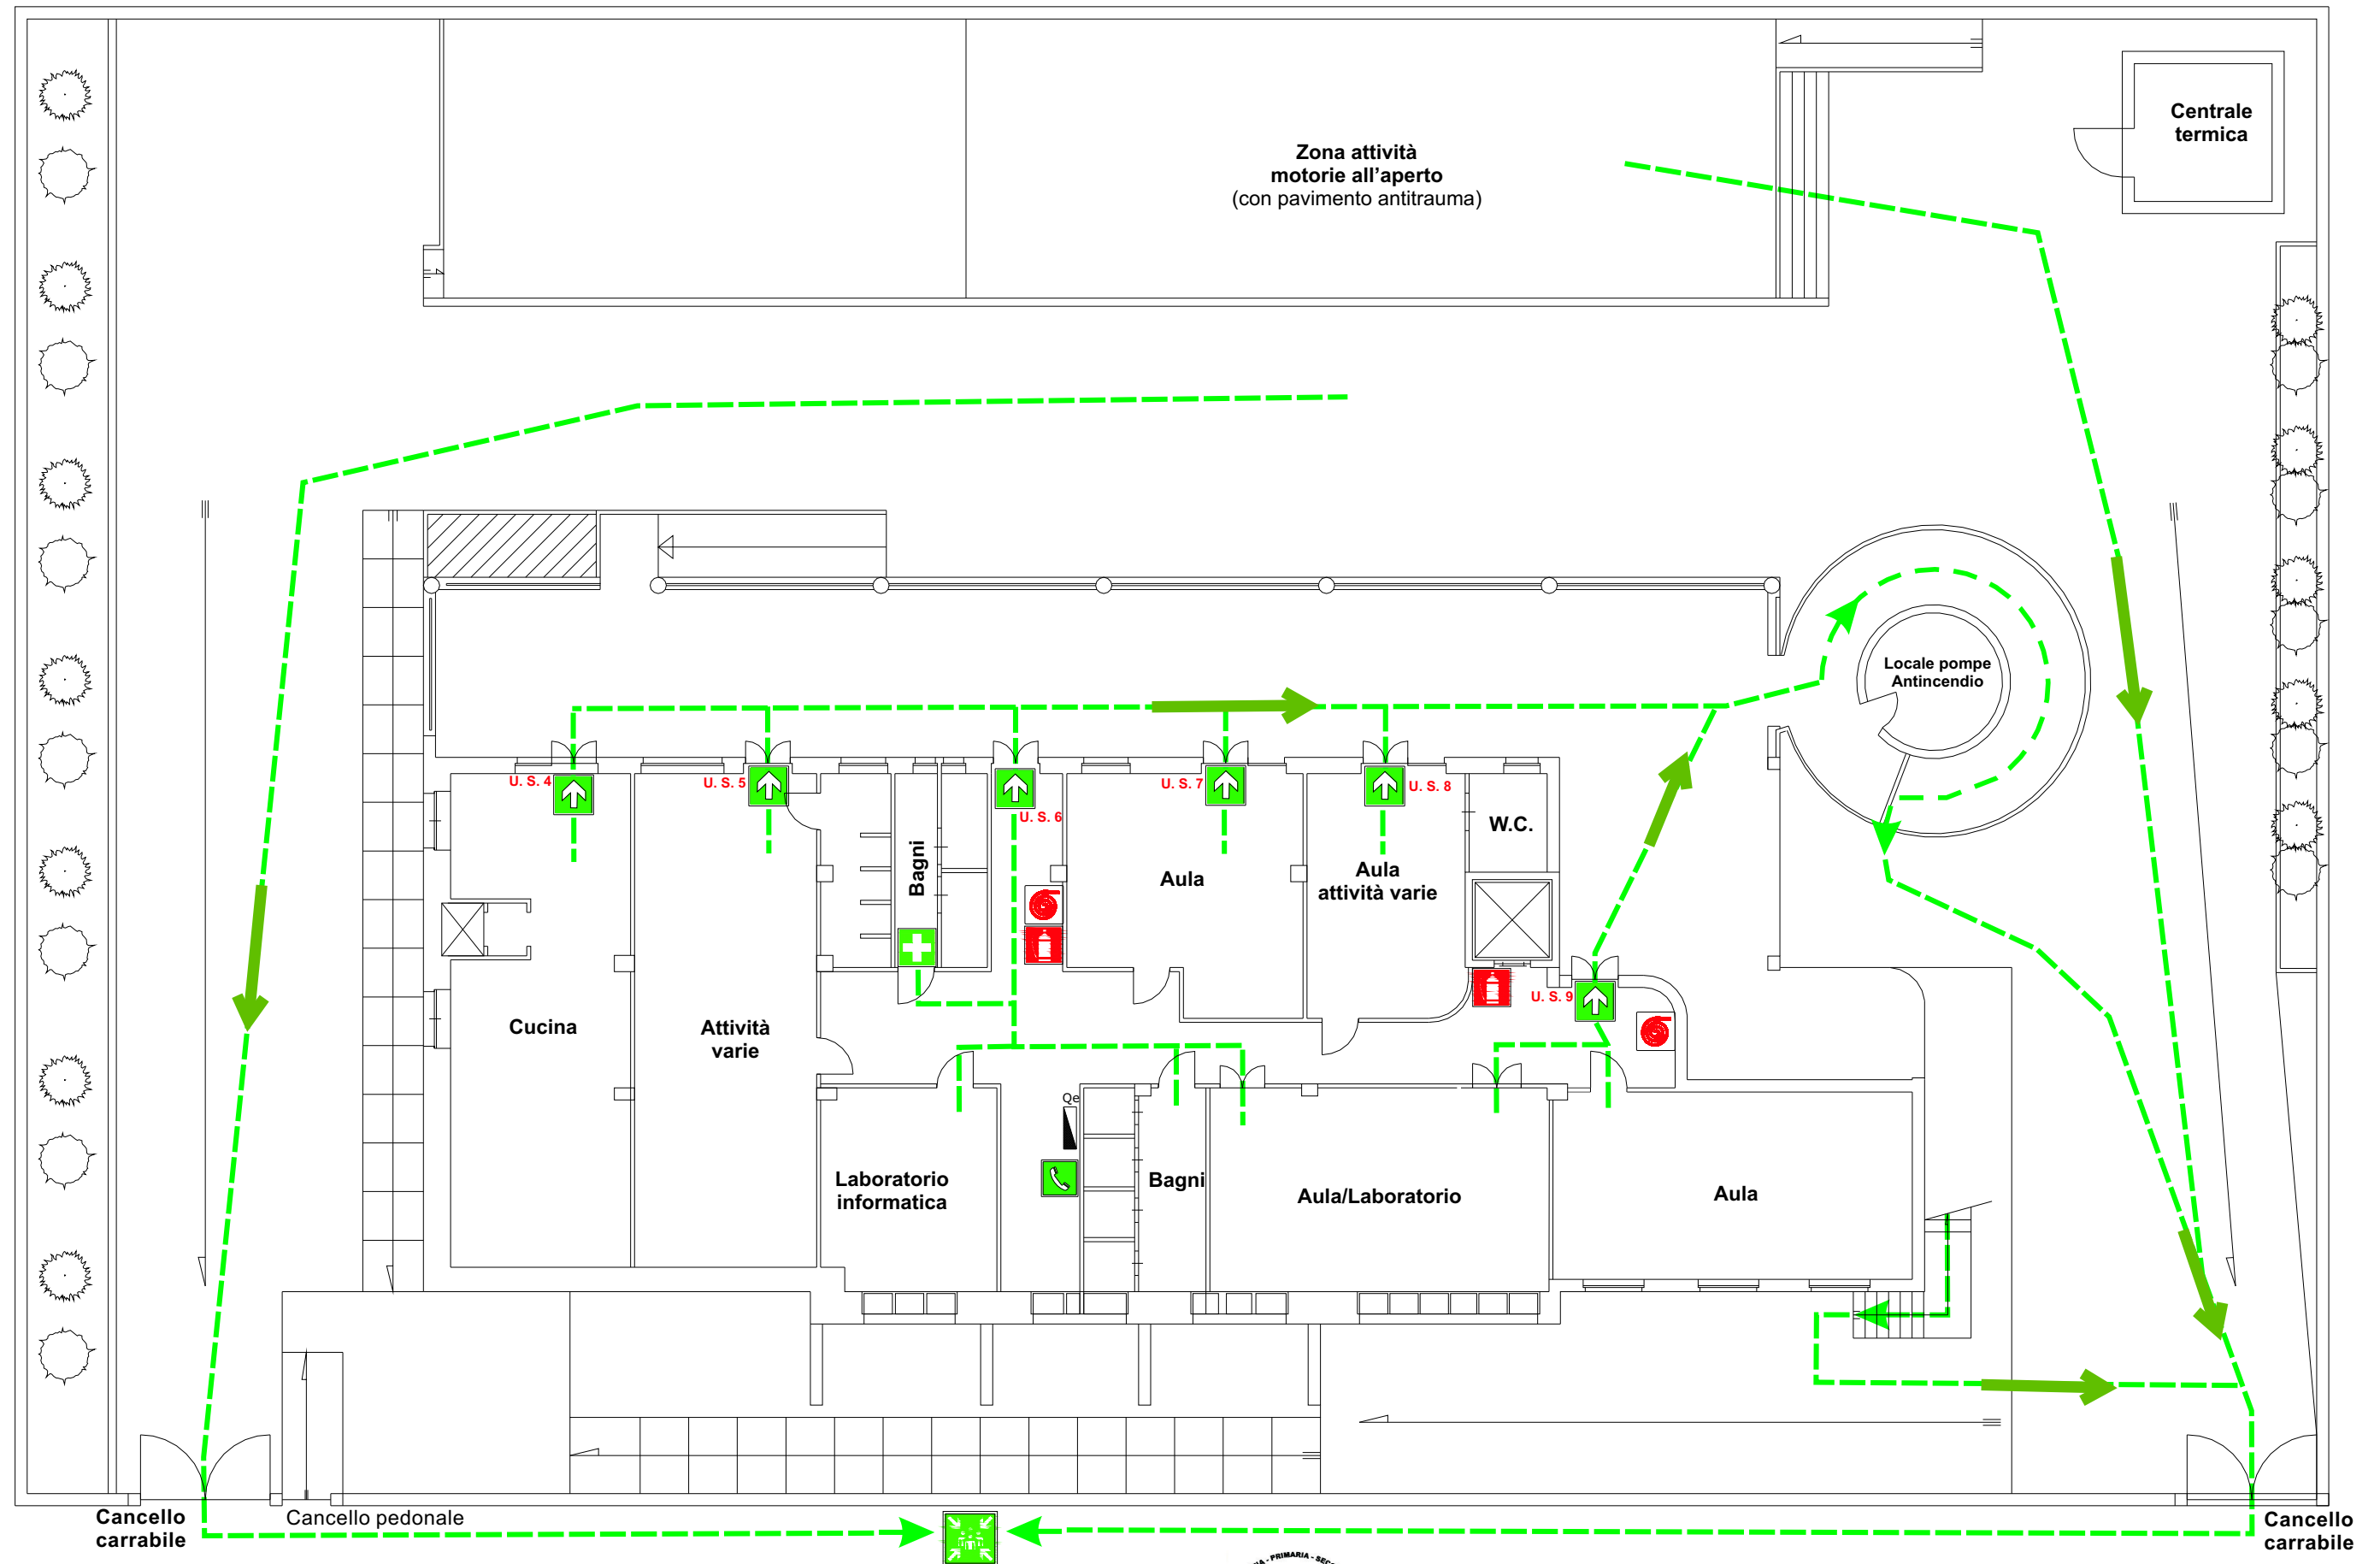 Centrale
termica
Zona attività
motorie all'aperto
(con pavimento antitrauma)
Locale pompe
Antincendio
U. S. 4
U. S. 5
U. S. 6
U. S. 7
U. S. 8
W.C.
Bagni
Aula
Aula
attività varie
U. S. 9
Cucina
Attività
varie
Qe
Laboratorio
informatica
Bagni
Aula/Laboratorio
Aula
Cancello
carrabile
Cancello pedonale
Cancello
carrabile
PRIMARIA